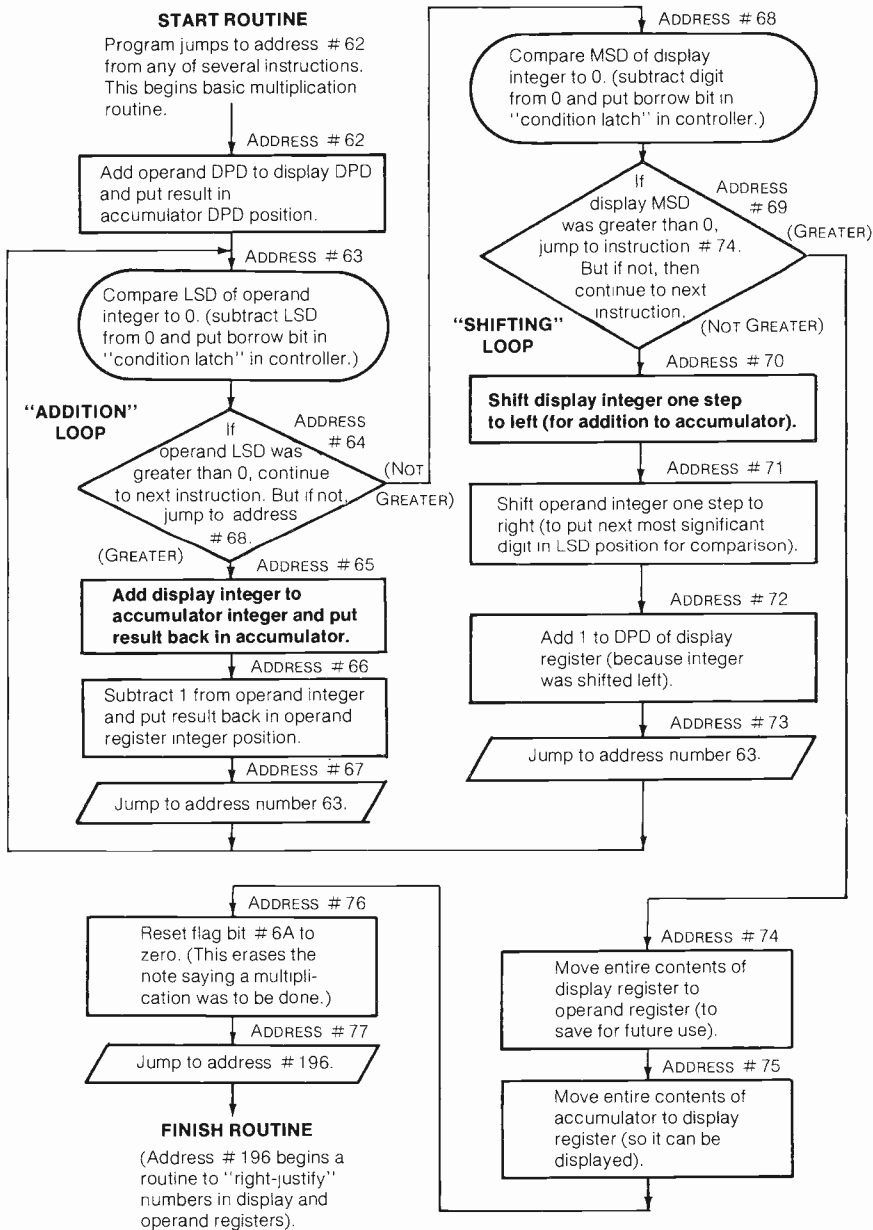 START ROUTINE
Program jumps to address # 62
from any of several instructions.
This begins basic multiplication
routine.
ADDRESS # 62
Add operand DPD to display DPD
and put result in
accumulator DPD position.
ADDRESS # 63
Compare LSD of operand
integer to 0. (subtract LSD
from 0 and put borrow bit in
"condition latch" in controller.)
"ADDITION"
LOOP
ADDRESS
# 64
If
operand LSD was
greater than 0, continue
to next instruction. But if not,
jump to address
# 68.
(NOT
GREATER)
(GREATER)
ADDRESS # 65
Add display integer to
accumulator integer and put
result back in accumulator.
ADDRESS # 66
Subtract 1 from operand integer
and put result back in operand
register integer position.
ADDRESS # 67
Jump to address number 63.
ADDRESS # 68
Compare MSD of display
integer to 0. (subtract digit
from 0 and put borrow bit in
"condition latch" in controller.)
ADDRESS
# 69
If
display MSD
was greater than 0,
jump to instruction # 74.
But if not, then
continue to next
instruction.
(GREATER)
(NOT GREATER)
"SHIFTING"
LOOP
ADDRESS # 70
Shift display integer one step
to left (for addition to accumulator).
ADDRESS # 71
Shift operand integer one step to
right (to put next most significant
digit in LSD position for comparison).
ADDRESS # 72
Add 1 to DPD of display
register (because integer
was shifted left).
ADDRESS # 73
Jump to address number 63.
ADDRESS # 74
Move entire contents of
display register to
operand register (to
save for future use).
ADDRESS # 75
Move entire contents of
accumulator to display
register (so it can be
displayed).
ADDRESS # 76
Reset flag bit # 6A to
zero. (This erases the
note saying a multipli-
cation was to be done.)
ADDRESS # 77
Jump to address # 196.
FINISH ROUTINE
(Address # 196 begins a
routine to "right-justify"
numbers in display and
operand registers).